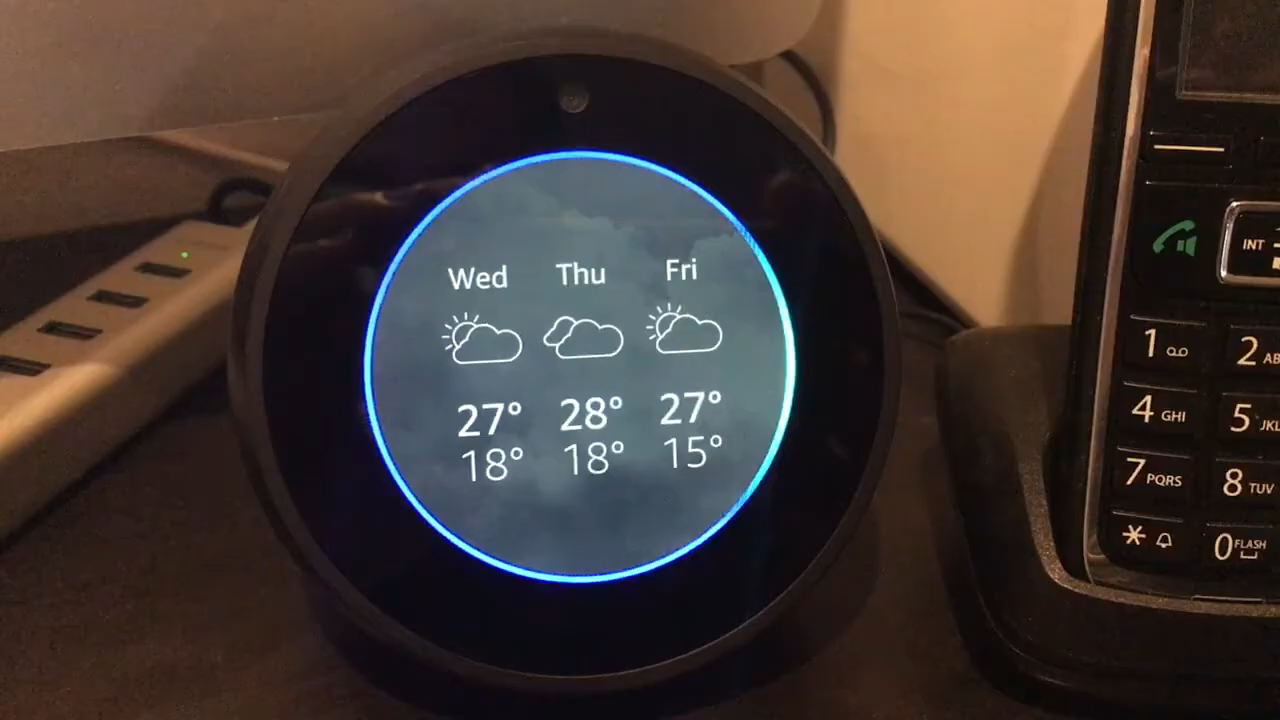 Wed Thu Fri
27° 28° 27°
18° 18° 15°
INT
1
2 AB
4 GHI
5 JKL
7 PQRS
8 TUV
*
0 FLASH